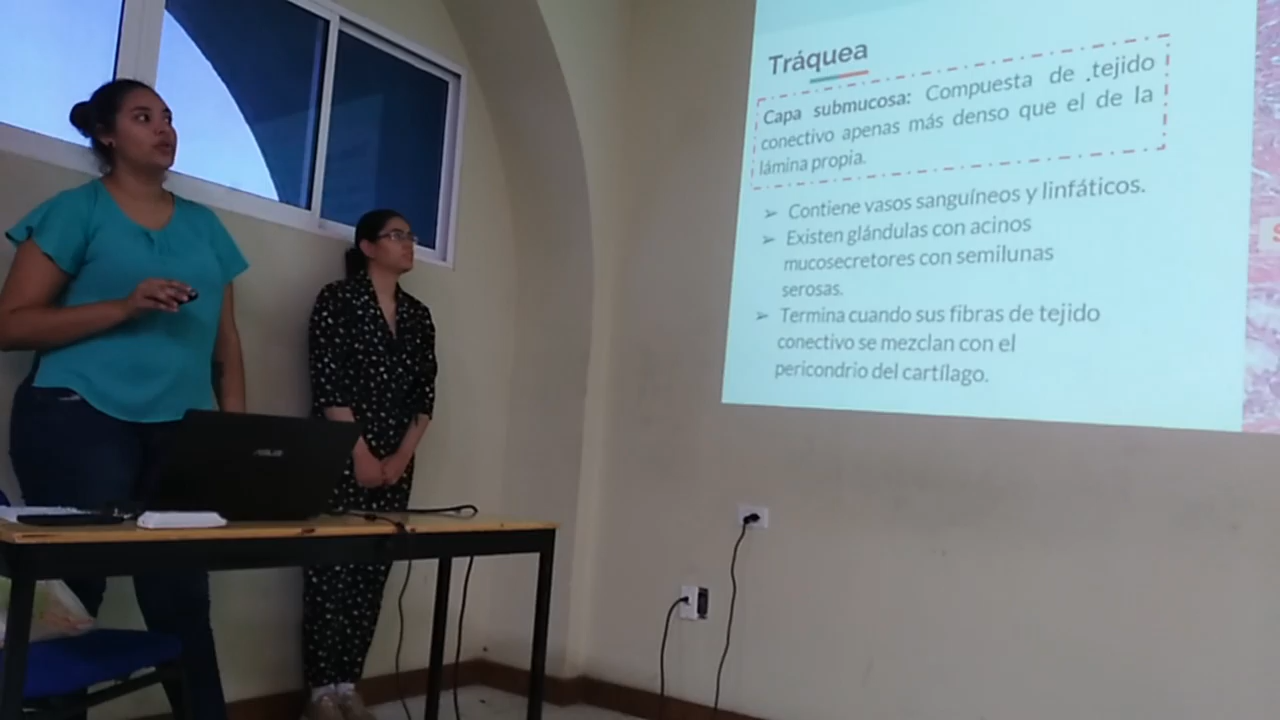 Tráquea
Capa submucosa: Compuesta de tejido
conectivo apenas más denso que el de la
lámina propia.
➢ Contiene vasos sanguíneos y linfáticos.
➢ Existen glándulas con acinos
mucosecretores con semilunas
serosas.
➢ Termina cuando sus fibras de tejido
conectivo se mezclan con el
pericondrio del cartílago.
S
ASUS